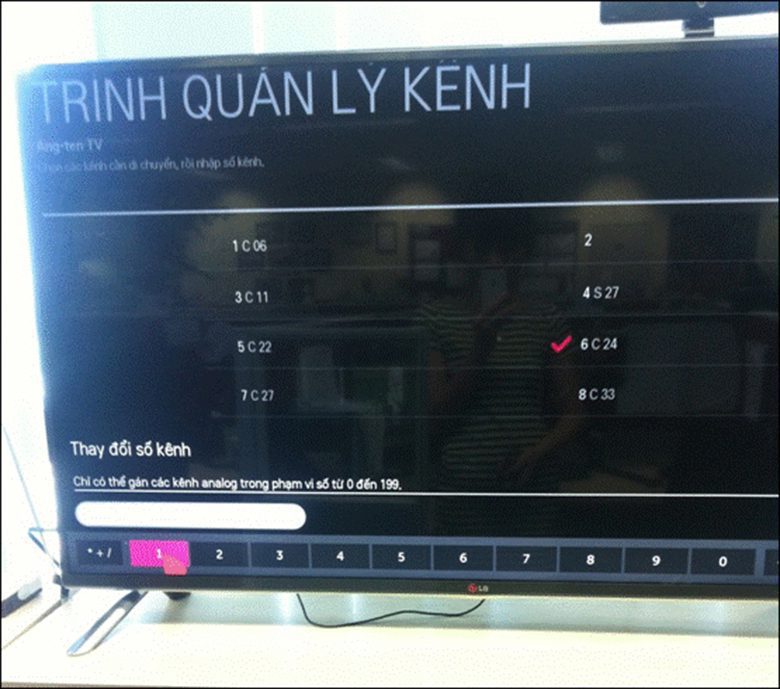 TRÌNH QUẢN LÝ KÊNH
Ăng-ten TV
Chọn các kênh cần di chuyển, rồi nhập số kênh.
1 C 06
2
3 C 11
4 S 27
5 C 22
6 C 24
7 C 27
8 C 33
Thay đổi số kênh
Chỉ có thể gán các kênh analog trong phạm vi số từ 0 đến 199.
* + / 1 2 3 4 5 6 7 8 9 0
LG